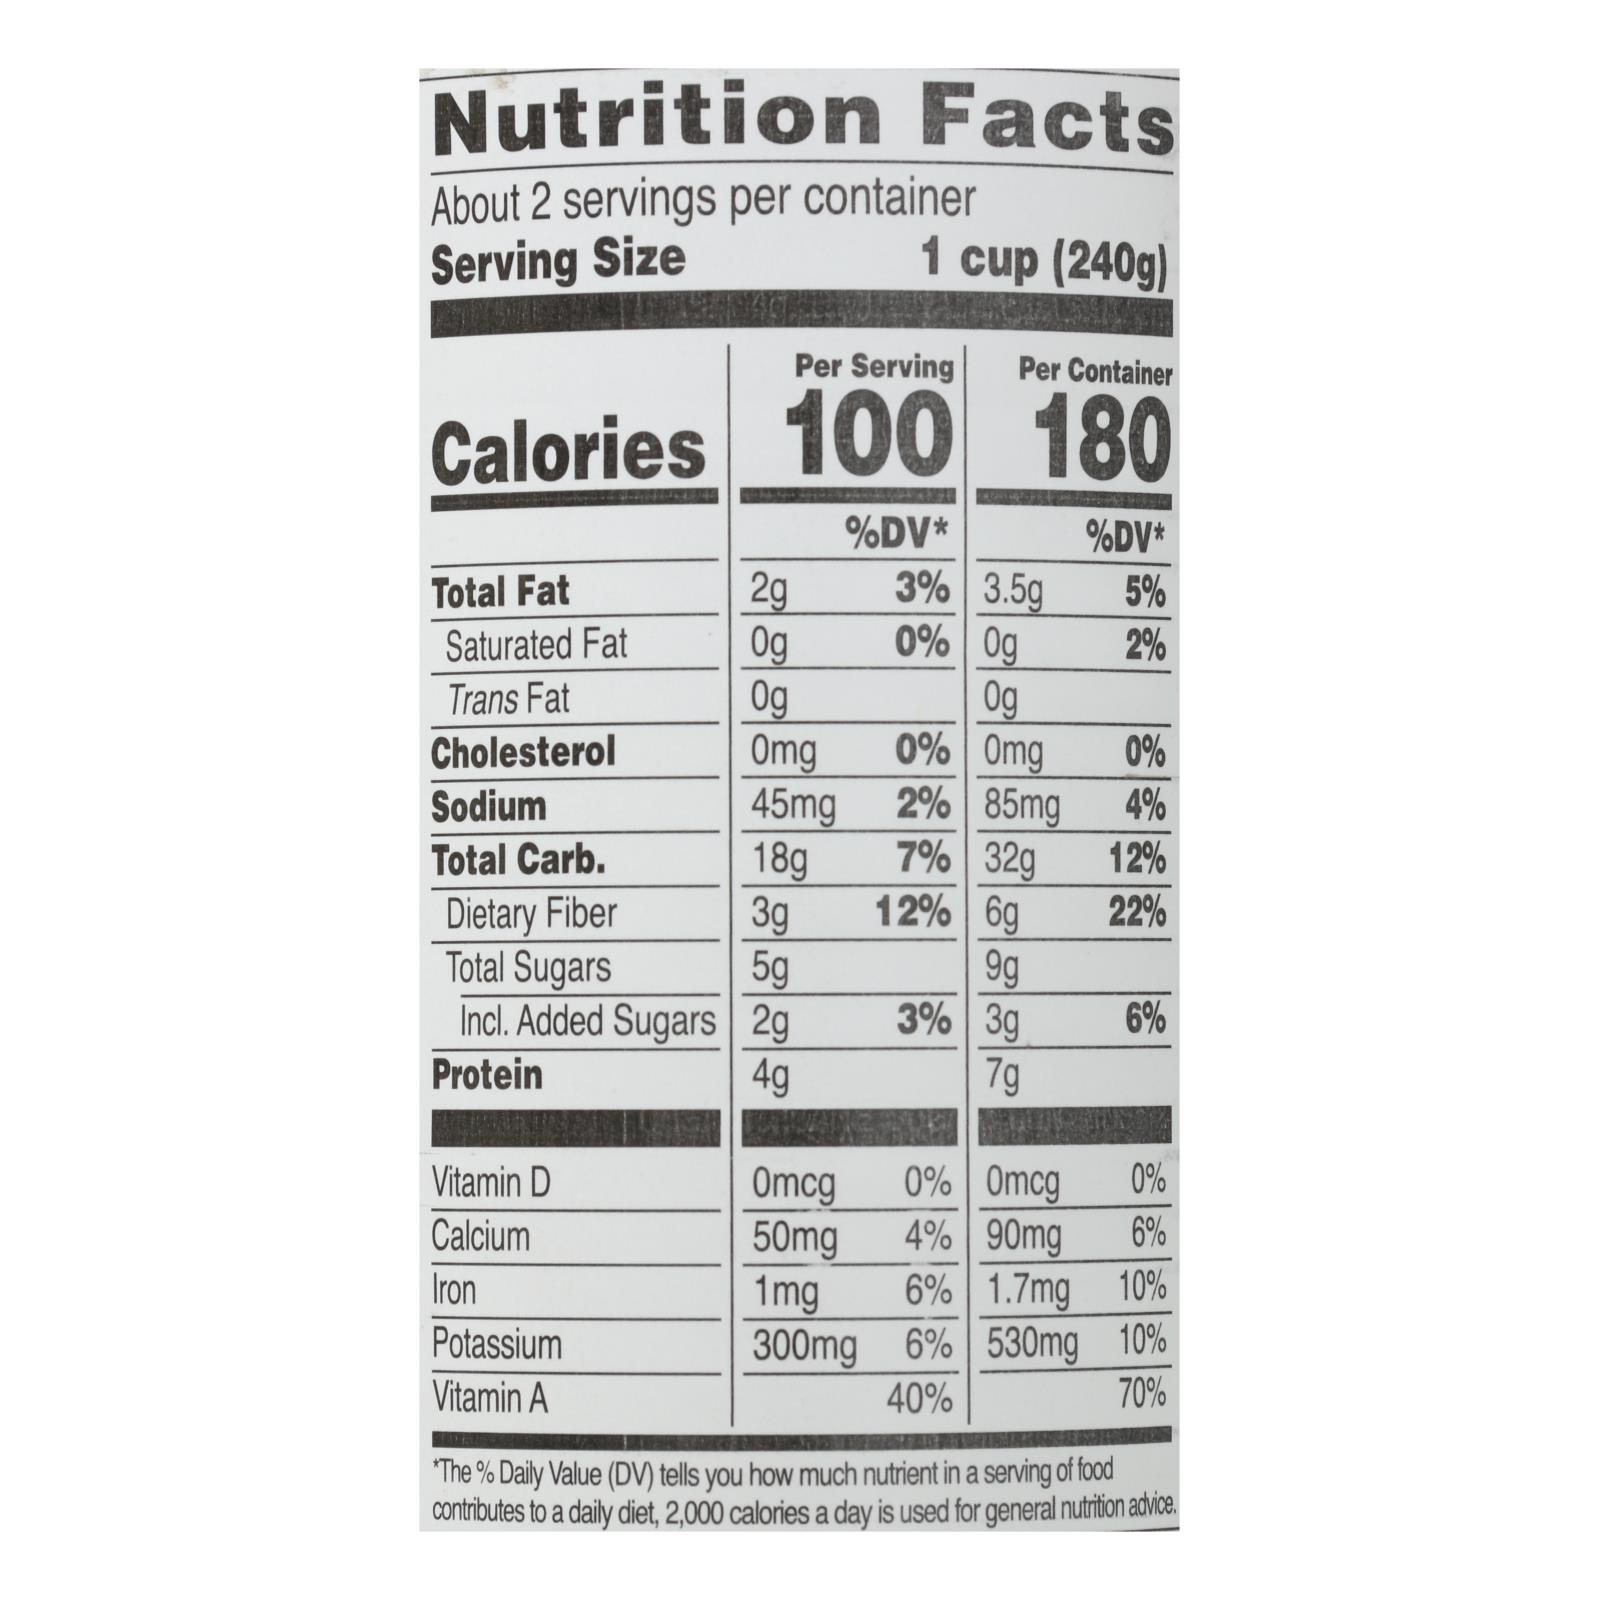 Nutrition Facts
About 2 servings per container
Serving Size 1 cup (240g)
Per Serving Per Container
Calories 100 180
%DV* %DV*
Total Fat 2g 3% 3.5g 5%
Saturated Fat 0g 0% 0g 2%
Trans Fat 0g 0g
Cholesterol 0mg 0% 0mg 0%
Sodium 45mg 2% 85mg 4%
Total Carb. 18g 7% 32g 12%
Dietary Fiber 3g 12% 6g 22%
Total Sugars 5g 9g
Incl. Added Sugars 2g 3% 3g 6%
Protein 4g 7g
Vitamin D 0mcg 0% 0mcg 0%
Calcium 50mg 4% 90mg 6%
Iron 1mg 6% 1.7mg 10%
Potassium 300mg 6% 530mg 10%
Vitamin A 40% 70%
*The % Daily Value (DV) tells you how much nutrient in a serving of food
contributes to a daily diet, 2,000 calories a day is used for general nutrition advice.